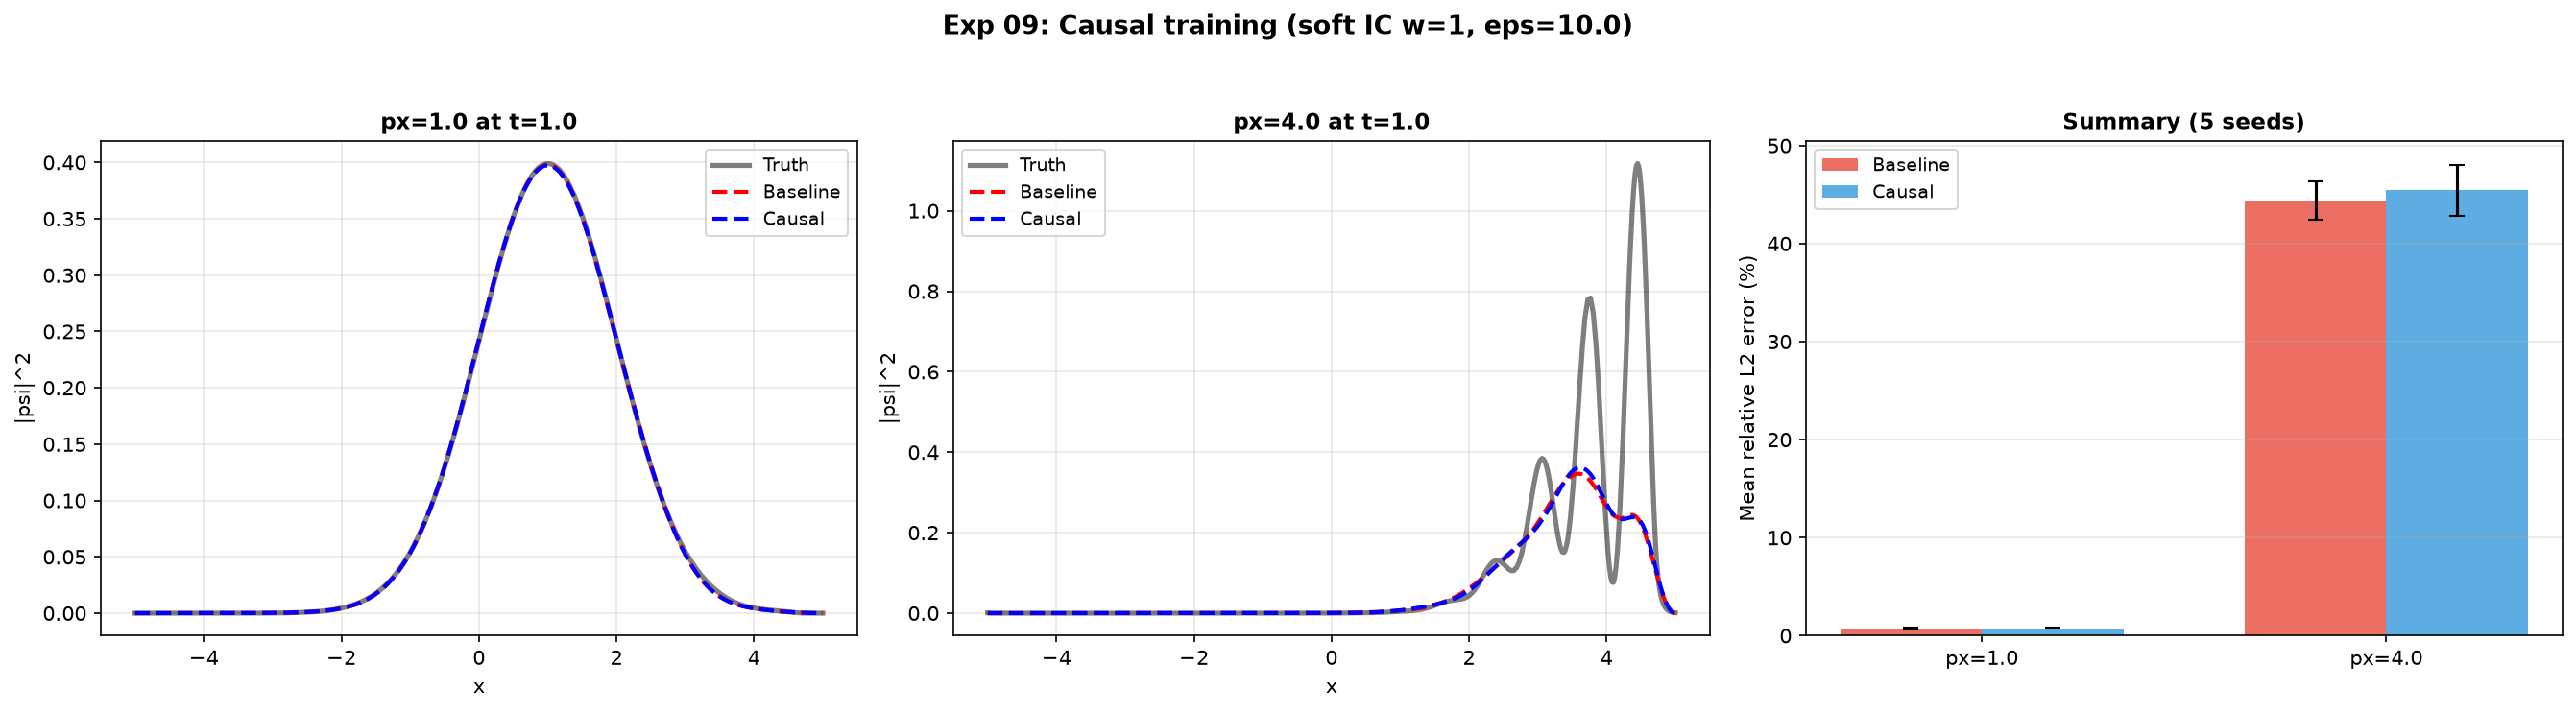 Exp 09: Causal training (soft IC w=1, eps=10.0)
px=1.0 at t=1.0
|psi|^2
0.40
0.35
0.30
0.25
0.20
0.15
0.10
0.05
0.00
−4
−2
0
2
4
x
Truth
Baseline
Causal
px=4.0 at t=1.0
|psi|^2
1.0
0.8
0.6
0.4
0.2
0.0
−4
−2
0
2
4
x
Truth
Baseline
Causal
Summary (5 seeds)
Mean relative L2 error (%)
50
40
30
20
10
0
px=1.0
px=4.0
Baseline
Causal